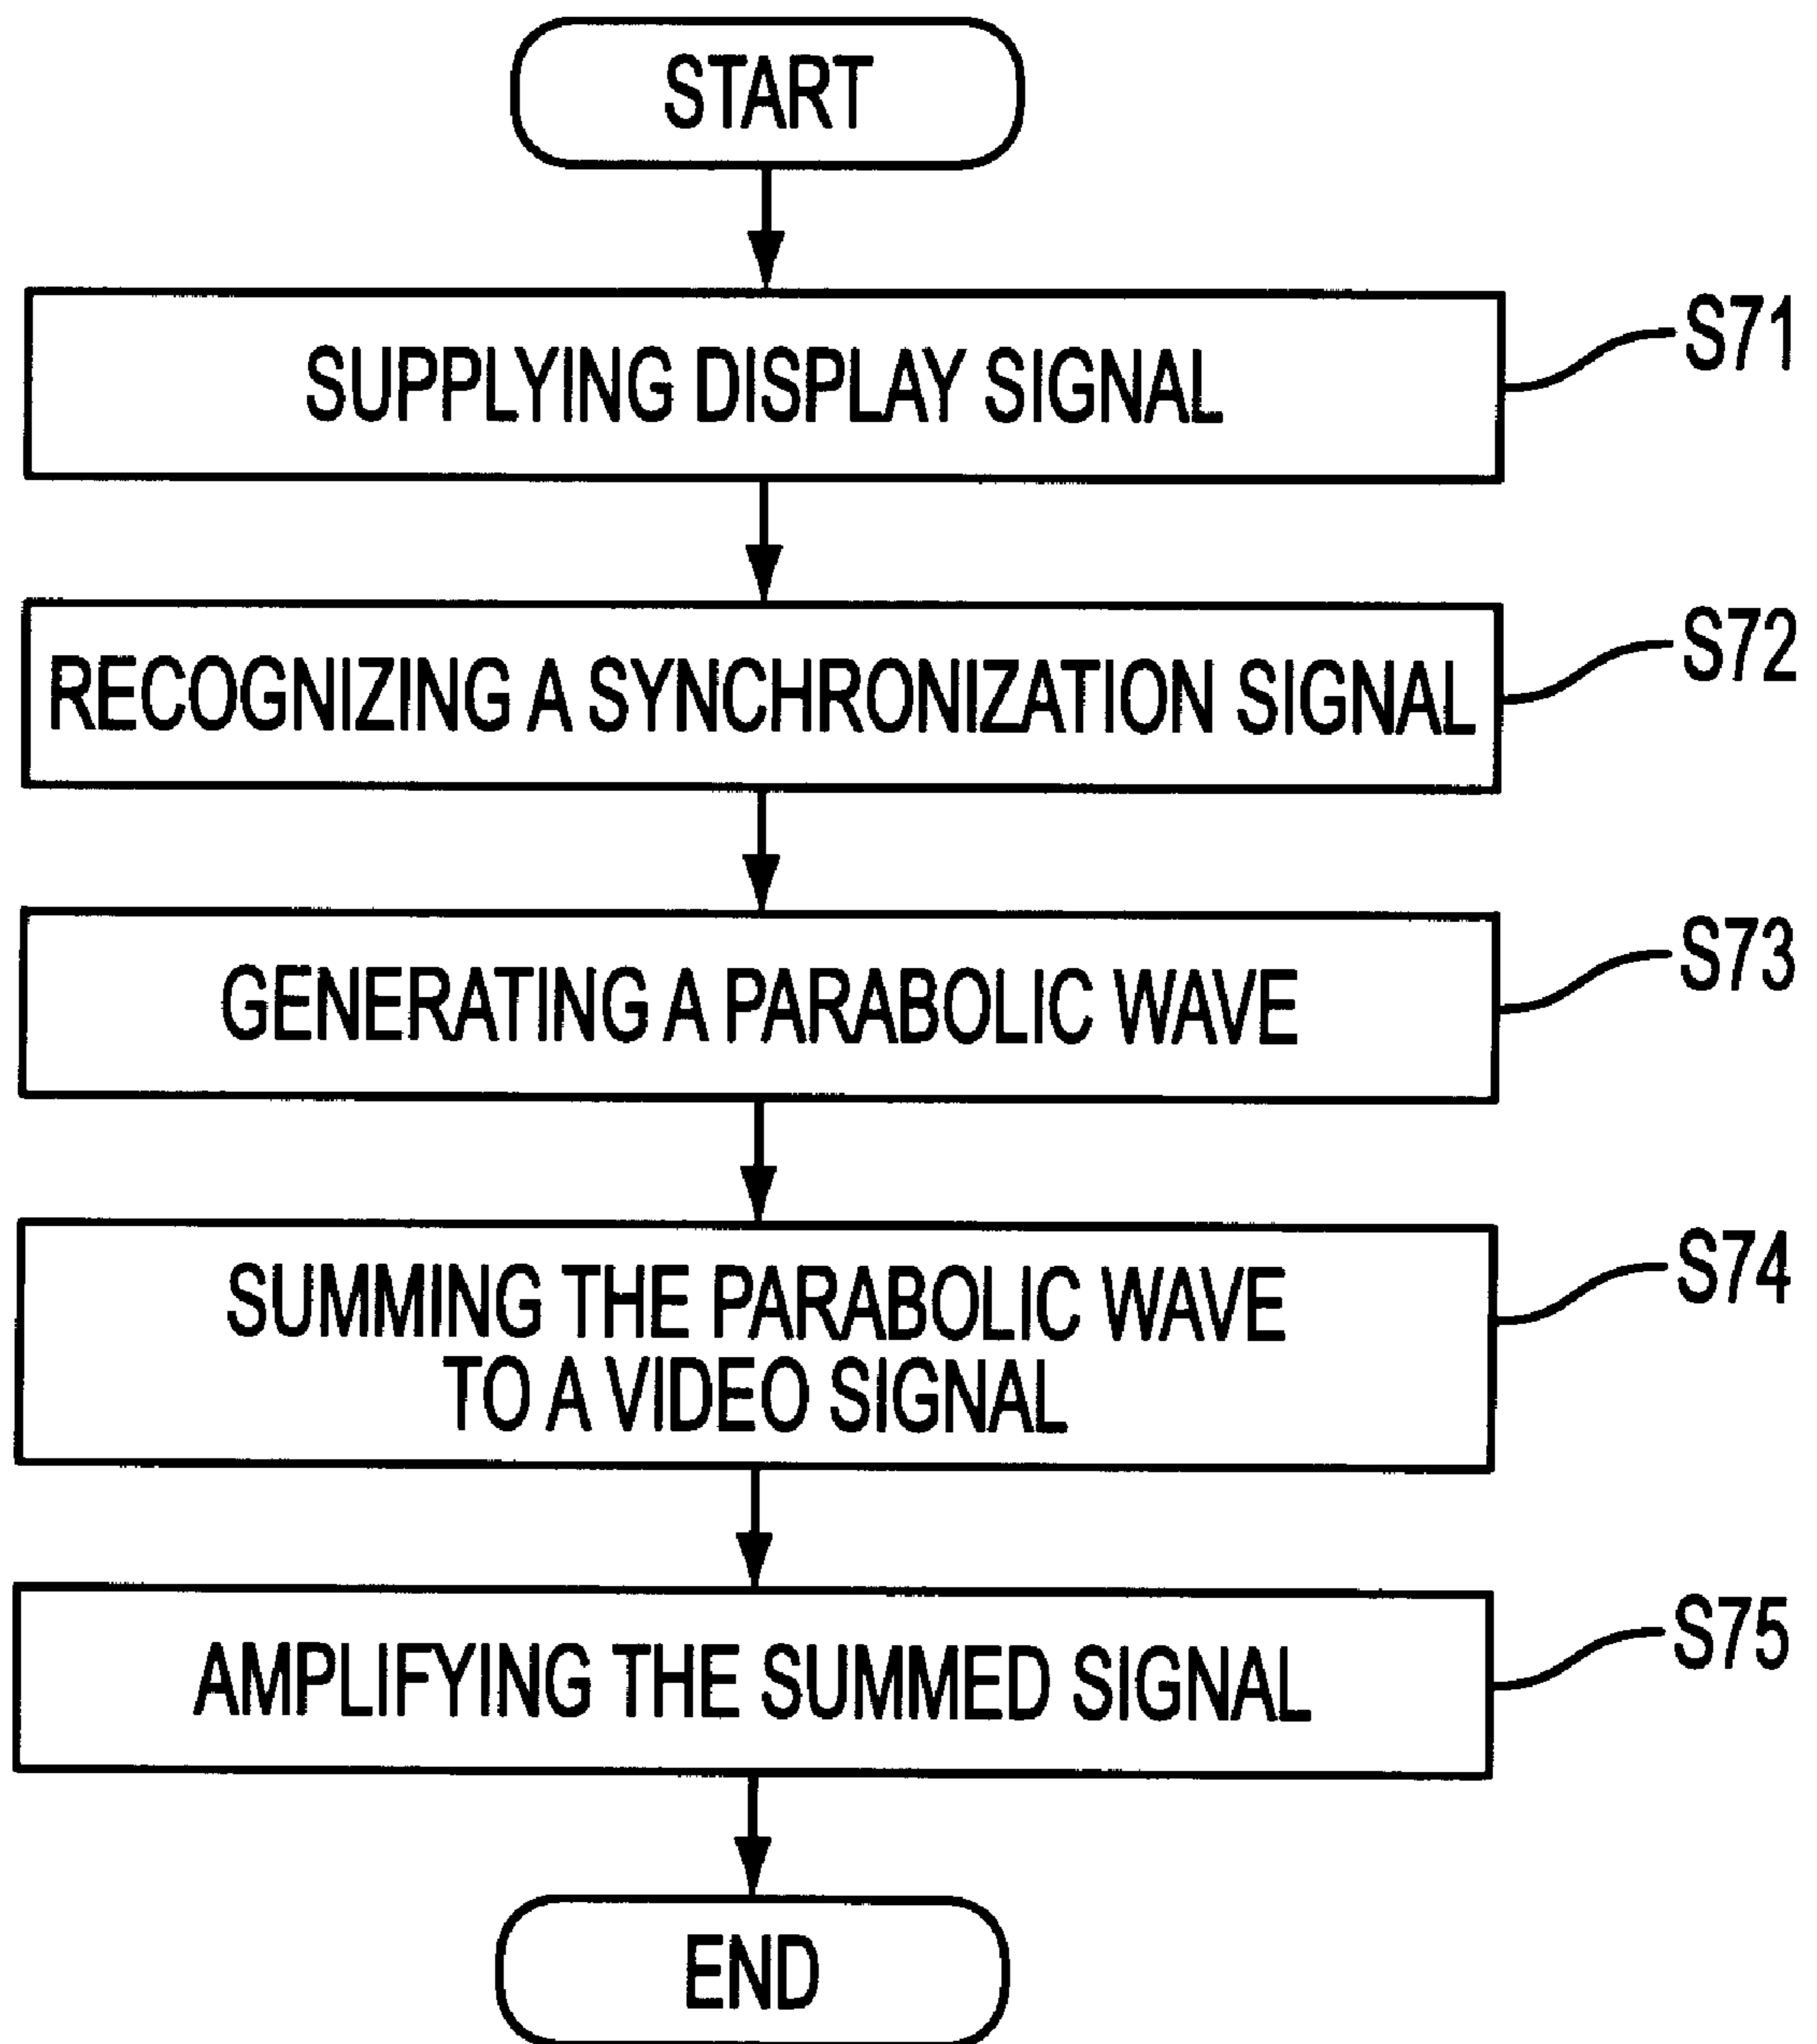 START
SUPPLYING DISPLAY SIGNAL
S71
RECOGNIZING A SYNCHRONIZATION SIGNAL
S72
GENERATING A PARABOLIC WAVE
S73
SUMMING THE PARABOLIC WAVE
TO A VIDEO SIGNAL
S74
AMPLIFYING THE SUMMED SIGNAL
S75
END